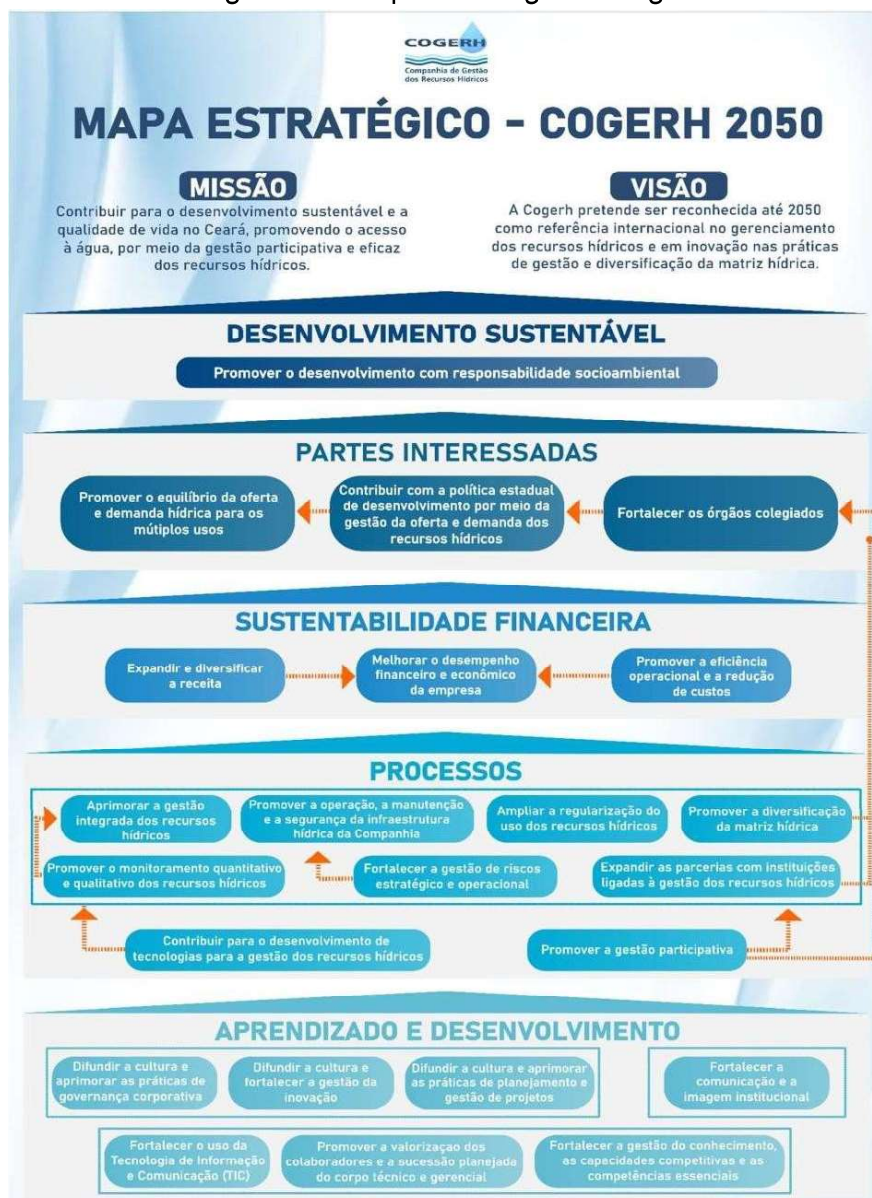 COGERH
Companhia de Gestão
dos Recursos Hídricos
MAPA ESTRATÉGICO - COGERH 2050
MISSÃO
Contribuir para o desenvolvimento sustentável e a
qualidade de vida no Ceará, promovendo o acesso
à água, por meio da gestão participativa e eficaz
dos recursos hídricos.
VISÃO
A Cogerh pretende ser reconhecida até 2050
como referência internacional no gerenciamento
dos recursos hídricos e em inovação nas práticas
de gestão e diversificação da matriz hídrica.
DESENVOLVIMENTO SUSTENTÁVEL
Promover o desenvolvimento com responsabilidade socioambiental
PARTES INTERESSADAS
Promover o equilíbrio da oferta
e demanda hídrica para os
mútiplos usos
Contribuir com a política estadual
de desenvolvimento por meio da
gestão da oferta e demanda dos
recursos hídricos
Fortalecer os órgãos colegiados
SUSTENTABILIDADE FINANCEIRA
Expandir e diversificar
a receita
Melhorar o desempenho
financeiro e econômico
da empresa
Promover a eficiência
operacional e a redução
de custos
PROCESSOS
Aprimorar a gestão
integrada dos recursos
hídricos
Promover a operação, a manutenção
e a segurança da infraestrutura
hídrica da Companhia
Ampliar a regularização do
uso dos recursos hídricos
Promover a diversificação
da matriz hídrica
Promover o monitoramento quantitativo
e qualitativo dos recursos hídricos
Fortalecer a gestão de riscos
estratégico e operacional
Expandir as parcerias com instituições
ligadas à gestão dos recursos hídricos
Contribuir para o desenvolvimento de
tecnologias para a gestão dos recursos hídricos
Promover a gestão participativa
APRENDIZADO E DESENVOLVIMENTO
Difundir a cultura e
aprimorar as práticas de
governança corporativa
Difundir a cultura e
fortalecer a gestão da
inovação
Difundir a cultura e aprimorar
as práticas de planejamento e
gestão de projetos
Fortalecer a
comunicação e a
imagem institucional
Fortalecer o uso da
Tecnologia de Informação
e Comunicação (TIC)
Promover a valorizaçao dos
colaboradores e a sucessão planejada
do corpo técnico e gerencial
Fortalecer a gestão do conhecimento,
as capacidades competitivas e as
competências essenciais